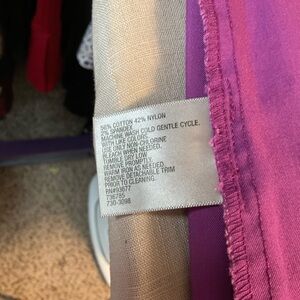 56% COTTON 42% NYLON
2% SPANDEX
MACHINE WASH COLD GENTLE CYCLE.
WITH LIKE COLORS
USE ONLY NON-CHLORINE
BLEACH WHEN NEEDED.
TUMBLE DRY LOW
REMOVE PROMPTLY.
WARM IRON AS NEEDED.
REMOVE DETACHABLE TRIM
PRIOR TO CLEANING.
RN#93677
736785
730-3098